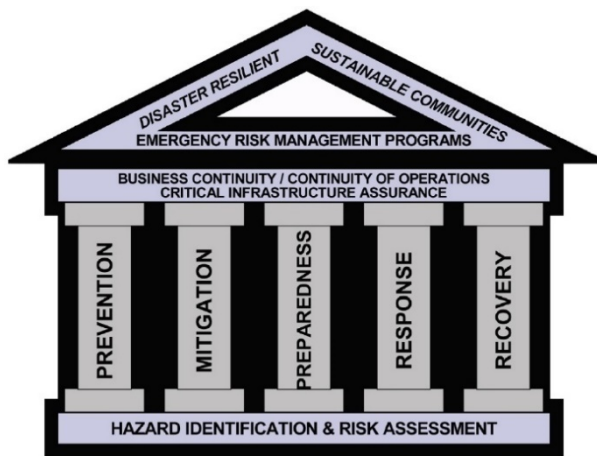 DISASTER RESILIENT
SUSTAINABLE COMMUNITIES
EMERGENCY RISK MANAGEMENT PROGRAMS
BUSINESS CONTINUITY / CONTINUITY OF OPERATIONS
CRITICAL INFRASTRUCTURE ASSURANCE
PREVENTION
MITIGATION
PREPAREDNESS
RESPONSE
RECOVERY
HAZARD IDENTIFICATION & RISK ASSESSMENT